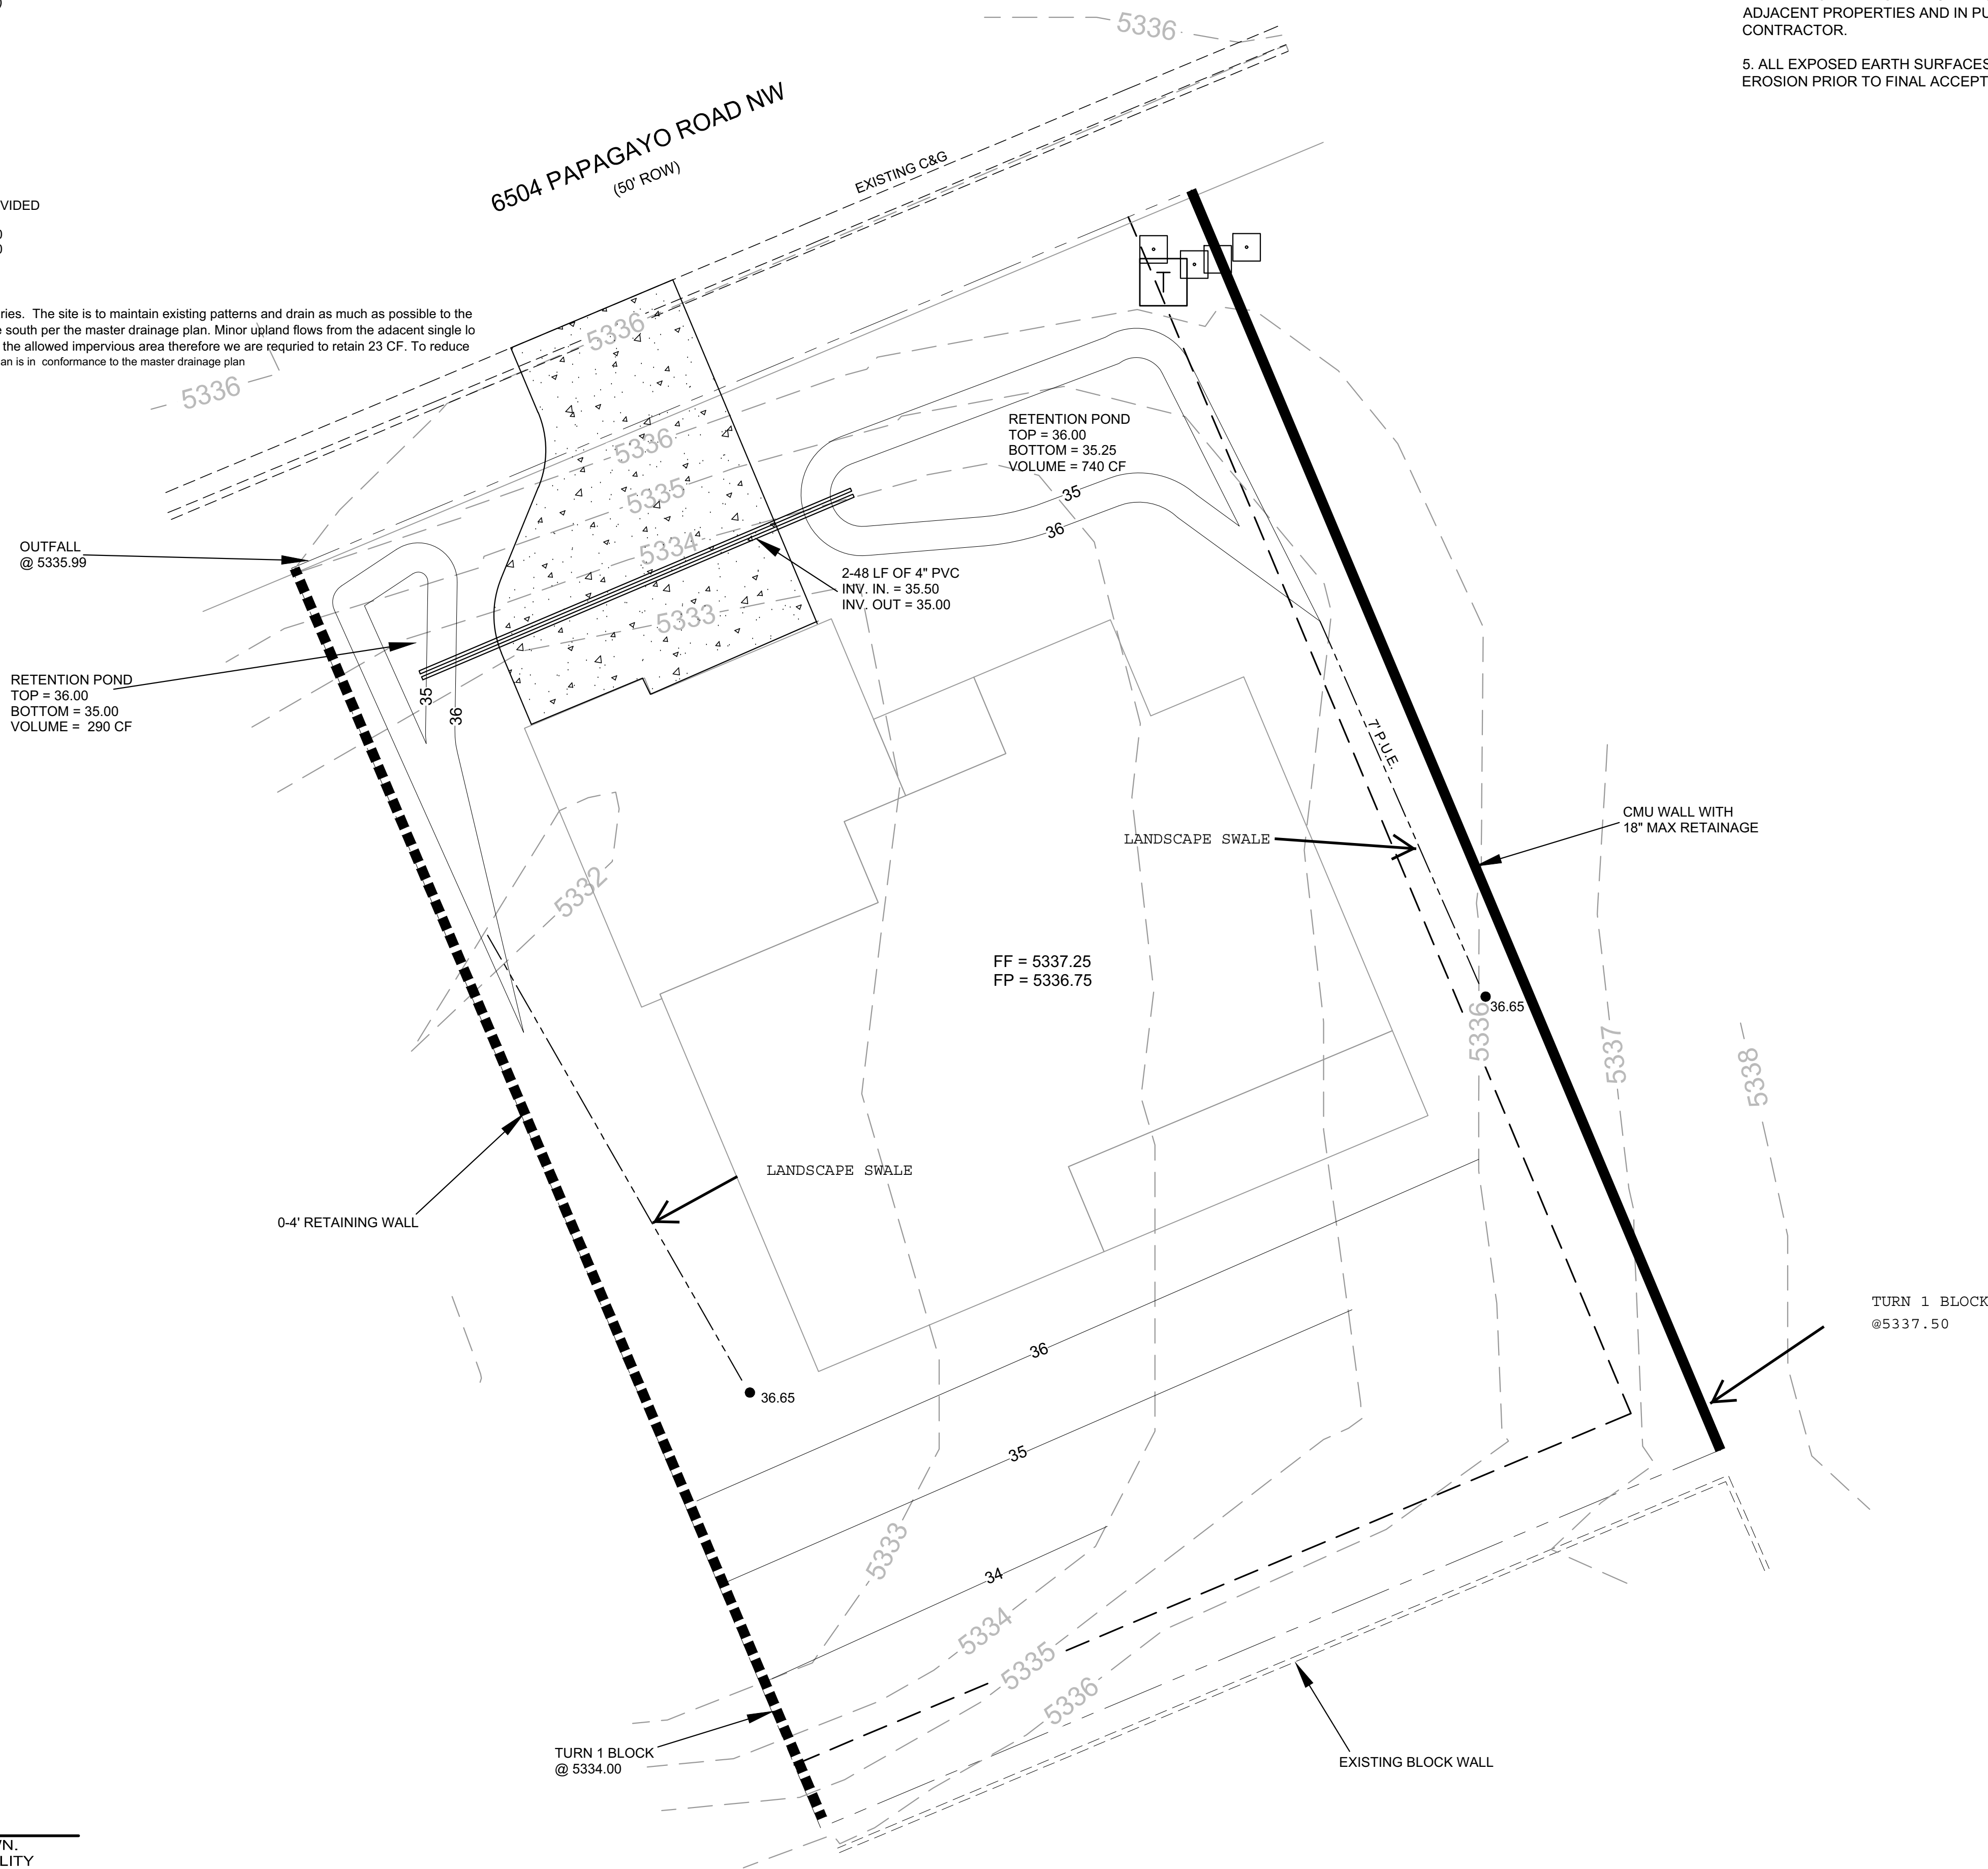 ADJACENT PROPERTIES AND IN PU
CONTRACTOR.
5. ALL EXPOSED EARTH SURFACES
EROSION PRIOR TO FINAL ACCEPT
5336
6504 PAPAGAYO ROAD NW
(50' ROW)
EXISTING C&G
VIDED
0
0
ries. The site is to maintain existing patterns and drain as much as possible to the
e south per the master drainage plan. Minor upland flows from the adacent single lo
the allowed impervious area therefore we are requried to retain 23 CF. To reduce
an is in conformance to the master drainage plan
T
5336
5336
5336
5335
5334
5333
RETENTION POND
TOP = 36.00
BOTTOM = 35.25
VOLUME = 740 CF
35
36
OUTFALL
@ 5335.99
2-48 LF OF 4" PVC
INV. IN. = 35.50
INV. OUT = 35.00
RETENTION POND
TOP = 36.00
BOTTOM = 35.00
VOLUME = 290 CF
35
36
7' P.U.E.
CMU WALL WITH
18" MAX RETAINAGE
LANDSCAPE SWALE
5332
FF = 5337.25
FP = 5336.75
36.65
5336
5337
5338
LANDSCAPE SWALE
0-4' RETAINING WALL
TURN 1 BLOCK
@5337.50
36
36.65
35
34
5333
5334
5335
5336
TURN 1 BLOCK
@ 5334.00
EXISTING BLOCK WALL
VN.
LITY